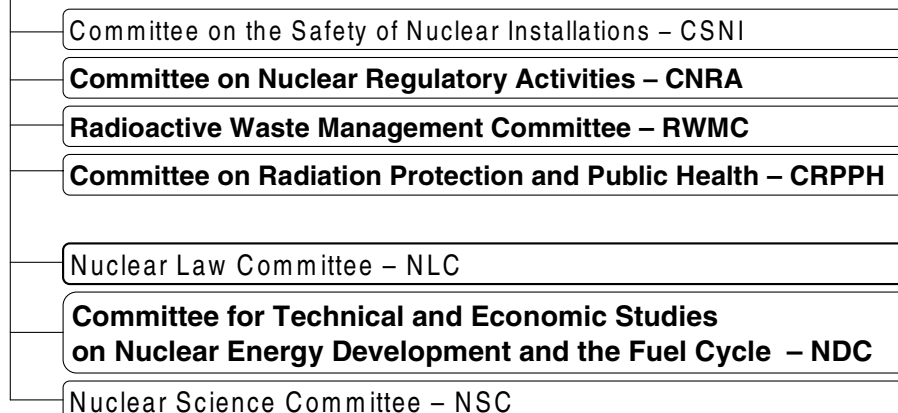 Committee on the Safety of Nuclear Installations – CSNI
Committee on Nuclear Regulatory Activities – CNRA
Radioactive Waste Management Committee – RWMC
Committee on Radiation Protection and Public Health – CRPPH
Nuclear Law Committee – NLC
Committee for Technical and Economic Studies
on Nuclear Energy Development and the Fuel Cycle – NDC
Nuclear Science Committee – NSC